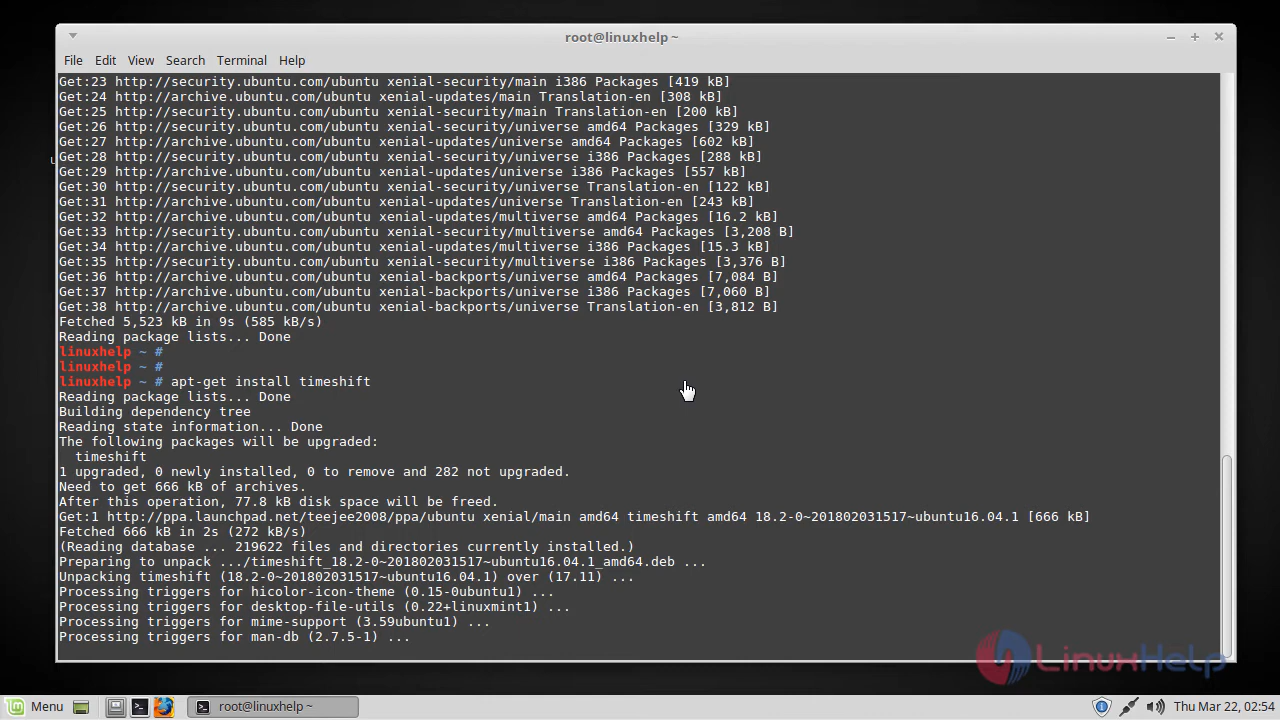 root@linuxhelp ~
File Edit View Search Terminal Help
Get:23 http://security.ubuntu.com/ubuntu xenial-security/main i386 Packages [419 kB]
Get:24 http://archive.ubuntu.com/ubuntu xenial-updates/main Translation-en [308 kB]
Get:25 http://security.ubuntu.com/ubuntu xenial-security/main Translation-en [200 kB]
Get:26 http://security.ubuntu.com/ubuntu xenial-security/universe amd64 Packages [329 kB]
Get:27 http://archive.ubuntu.com/ubuntu xenial-updates/universe amd64 Packages [602 kB]
Get:28 http://security.ubuntu.com/ubuntu xenial-security/universe i386 Packages [288 kB]
Get:29 http://archive.ubuntu.com/ubuntu xenial-updates/universe i386 Packages [557 kB]
Get:30 http://security.ubuntu.com/ubuntu xenial-security/universe Translation-en [122 kB]
Get:31 http://archive.ubuntu.com/ubuntu xenial-updates/universe Translation-en [243 kB]
Get:32 http://archive.ubuntu.com/ubuntu xenial-updates/multiverse amd64 Packages [16.2 kB]
Get:33 http://security.ubuntu.com/ubuntu xenial-security/multiverse amd64 Packages [3,208 B]
Get:34 http://archive.ubuntu.com/ubuntu xenial-updates/multiverse i386 Packages [15.3 kB]
Get:35 http://security.ubuntu.com/ubuntu xenial-security/multiverse i386 Packages [3,376 B]
Get:36 http://archive.ubuntu.com/ubuntu xenial-backports/universe amd64 Packages [7,084 B]
Get:37 http://archive.ubuntu.com/ubuntu xenial-backports/universe i386 Packages [7,060 B]
Get:38 http://archive.ubuntu.com/ubuntu xenial-backports/universe Translation-en [3,812 B]
Fetched 5,523 kB in 9s (585 kB/s)
Reading package lists... Done
linuxhelp ~ #
linuxhelp ~ #
linuxhelp ~ # apt-get install timeshift
Reading package lists... Done
Building dependency tree
Reading state information... Done
The following packages will be upgraded:
timeshift
1 upgraded, 0 newly installed, 0 to remove and 282 not upgraded.
Need to get 666 kB of archives.
After this operation, 77.8 kB disk space will be freed.
Get:1 http://ppa.launchpad.net/teejee2008/ppa/ubuntu xenial/main amd64 timeshift amd64 18.2-0~201802031517~ubuntu16.04.1 [666 kB]
Fetched 666 kB in 2s (272 kB/s)
(Reading database ... 219622 files and directories currently installed.)
Preparing to unpack .../timeshift_18.2-0~201802031517~ubuntu16.04.1_amd64.deb ...
Unpacking timeshift (18.2-0~201802031517~ubuntu16.04.1) over (17.11) ...
Processing triggers for hicolor-icon-theme (0.15-0ubuntu1) ...
Processing triggers for desktop-file-utils (0.22+linuxmint1) ...
Processing triggers for mime-support (3.59ubuntu1) ...
Processing triggers for man-db (2.7.5-1) ...
LinuxHelp
Menu root@linuxhelp ~ Thu Mar 22, 02:54